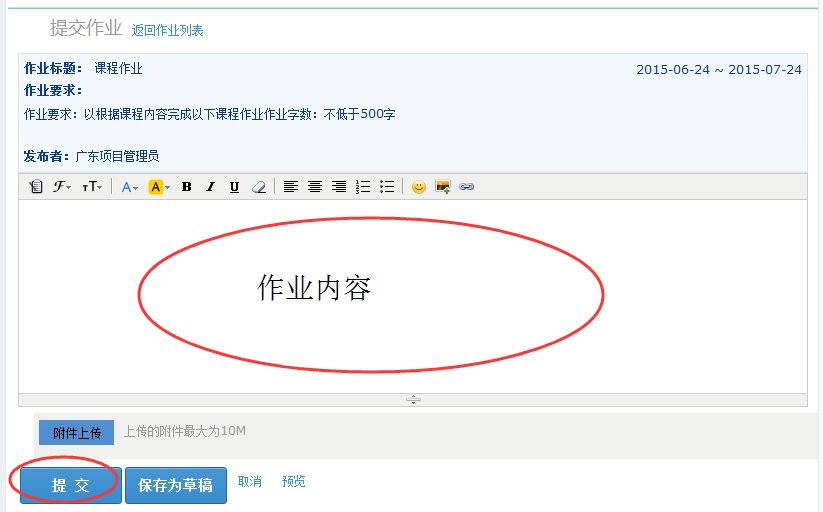 提交作业 返回作业列表
作业标题： 课程作业 2015-06-24 ~ 2015-07-24
作业要求：
作业要求：以根据课程内容完成以下课程作业作业字数：不低于500字
发布者：广东项目管理员
ℱ тT A A B I U
作业内容
附件上传 上传的附件最大为10M
提 交 保存为草稿 取消 预览